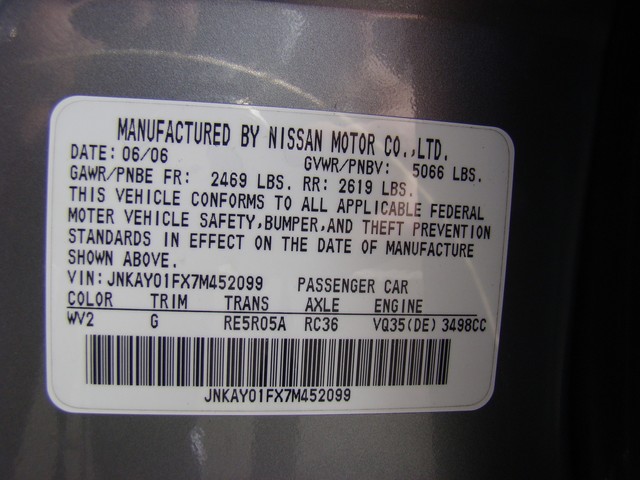 MANUFACTURED BY NISSAN MOTOR CO.,LTD.
DATE: 06/06 GVWR/PNBV: 5066 LBS.
GAWR/PNBE FR: 2469 LBS. RR: 2619 LBS.
THIS VEHICLE CONFORMS TO ALL APPLICABLE FEDERAL
MOTER VEHICLE SAFETY,BUMPER,AND THEFT PREVENTION
STANDARDS IN EFFECT ON THE DATE OF MANUFACTURE
SHOWN ABOVE.
VIN: JNKAY01FX7M452099 PASSENGER CAR
COLOR TRIM TRANS AXLE ENGINE
WV2 G RE5R05A RC36 VQ35(DE) 3498CC
JNKAY01FX7M452099